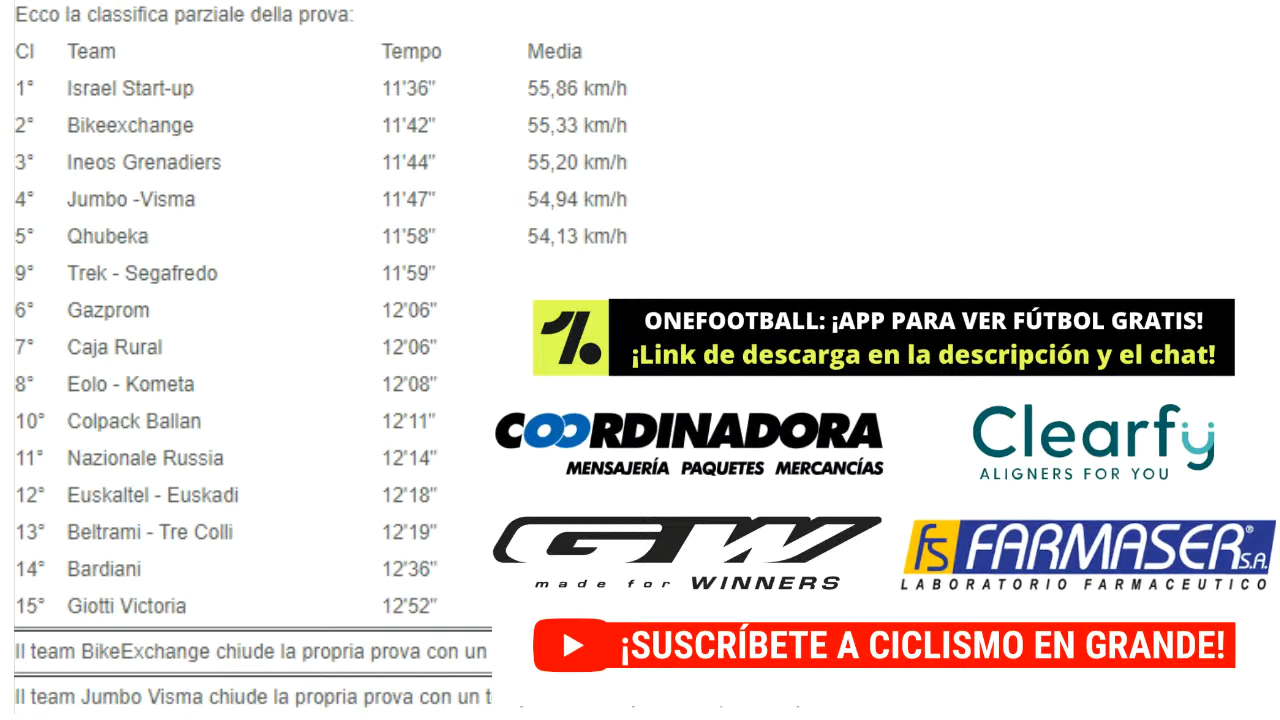 Ecco la classifica parziale della prova:
Cl Team Tempo Media
1° Israel Start-up 11'36" 55,86 km/h
2° Bikeexchange 11'42" 55,33 km/h
3° Ineos Grenadiers 11'44" 55,20 km/h
4° Jumbo -Visma 11'47" 54,94 km/h
5° Qhubeka 11'58" 54,13 km/h
9° Trek - Segafredo 11'59"
6° Gazprom 12'06"
7° Caja Rural 12'06"
8° Eolo - Kometa 12'08"
10° Colpack Ballan 12'11"
11° Nazionale Russia 12'14"
12° Euskaltel - Euskadi 12'18"
13° Beltrami - Tre Colli 12'19"
14° Bardiani 12'36"
15° Giotti Victoria 12'52"
Il team BikeExchange chiude la propria prova con un
Il team Jumbo Visma chiude la propria prova con un
1.
ONEFOOTBALL: ¡APP PARA VER FÚTBOL GRATIS!
¡Link de descarga en la descripción y el chat!
COORDINADORA
MENSAJERÍA PAQUETES MERCANCÍAS
Clearfy
ALIGNERS FOR YOU
GW
made for WINNERS
fs FARMASER® S.A.
LABORATORIO FARMACEUTICO
¡SUSCRÍBETE A CICLISMO EN GRANDE!